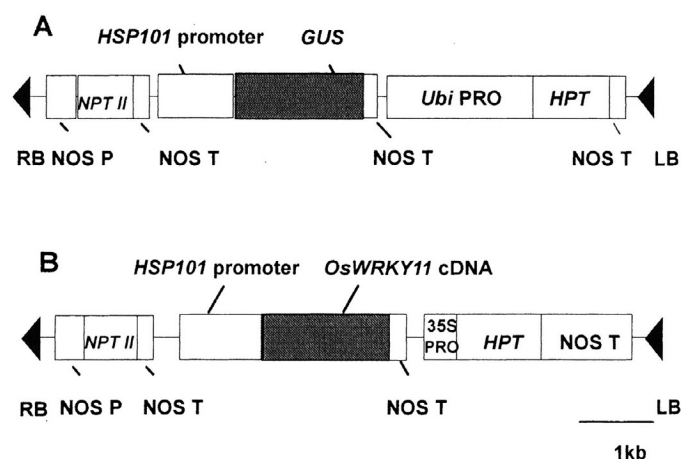 A
HSP101 promoter GUS
NPT II Ubi PRO HPT
RB NOS P NOS T NOS T NOS T LB
B
HSP101 promoter OsWRKY11 cDNA
NPT II 35S PRO HPT NOS T
RB NOS P NOS T NOS T LB
1kb